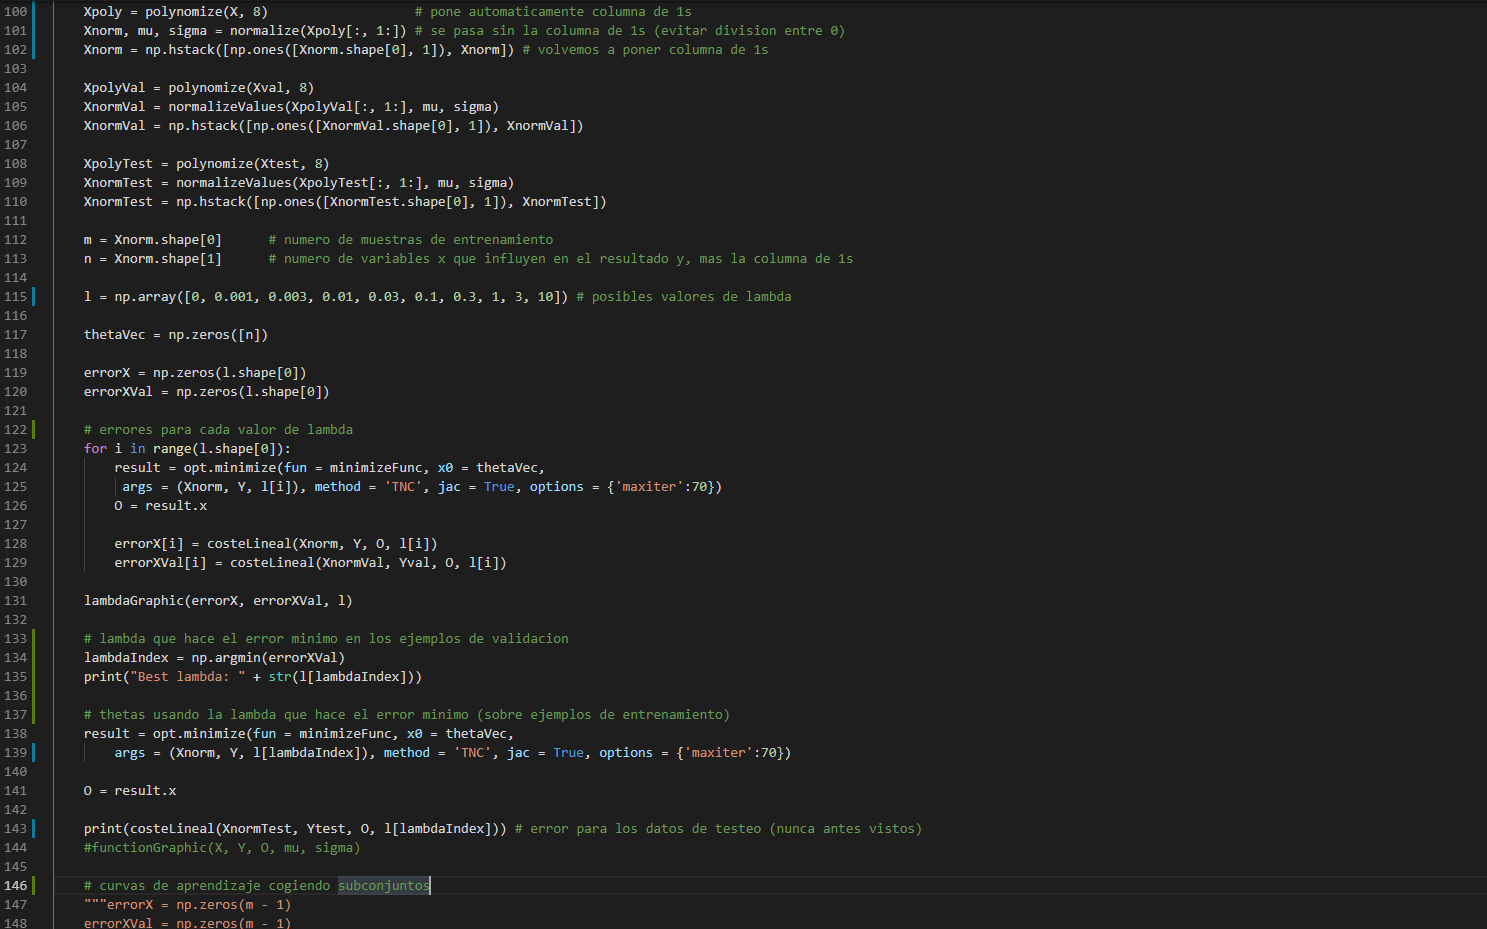 100 Xpoly = polynomize(X, 8) # pone automaticamente columna de 1s
101 Xnorm, mu, sigma = normalize(Xpoly[:, 1:]) # se pasa sin la columna de 1s (evitar division entre 0)
102 Xnorm = np.hstack([np.ones([Xnorm.shape[0], 1]), Xnorm]) # volvemos a poner columna de 1s
103
104 XpolyVal = polynomize(Xval, 8)
105 XnormVal = normalizeValues(XpolyVal[:, 1:], mu, sigma)
106 XnormVal = np.hstack([np.ones([XnormVal.shape[0], 1]), XnormVal])
107
108 XpolyTest = polynomize(Xtest, 8)
109 XnormTest = normalizeValues(XpolyTest[:, 1:], mu, sigma)
110 XnormTest = np.hstack([np.ones([XnormTest.shape[0], 1]), XnormTest])
111
112 m = Xnorm.shape[0] # numero de muestras de entrenamiento
113 n = Xnorm.shape[1] # numero de variables x que influyen en el resultado y, mas la columna de 1s
114
115 l = np.array([0, 0.001, 0.003, 0.01, 0.03, 0.1, 0.3, 1, 3, 10]) # posibles valores de lambda
116
117 thetaVec = np.zeros([n])
118
119 errorX = np.zeros(l.shape[0])
120 errorXVal = np.zeros(l.shape[0])
121
122 # errores para cada valor de lambda
123 for i in range(l.shape[0]):
124 result = opt.minimize(fun = minimizeFunc, x0 = thetaVec,
125 args = (Xnorm, Y, l[i]), method = 'TNC', jac = True, options = {'maxiter':70})
126 O = result.x
127
128 errorX[i] = costeLineal(Xnorm, Y, O, l[i])
129 errorXVal[i] = costeLineal(XnormVal, Yval, O, l[i])
130
131 lambdaGraphic(errorX, errorXVal, l)
132
133 # lambda que hace el error minimo en los ejemplos de validacion
134 lambdaIndex = np.argmin(errorXVal)
135 print("Best lambda: " + str(l[lambdaIndex]))
136
137 # thetas usando la lambda que hace el error minimo (sobre ejemplos de entrenamiento)
138 result = opt.minimize(fun = minimizeFunc, x0 = thetaVec,
139 args = (Xnorm, Y, l[lambdaIndex]), method = 'TNC', jac = True, options = {'maxiter':70})
140
141 O = result.x
142
143 print(costeLineal(XnormTest, Ytest, O, l[lambdaIndex])) # error para los datos de testeo (nunca antes vistos)
144 #functionGraphic(X, Y, O, mu, sigma)
145
146 # curvas de aprendizaje cogiendo subconjuntos
147 """errorX = np.zeros(m - 1)
148 errorXVal = np.zeros(m - 1)